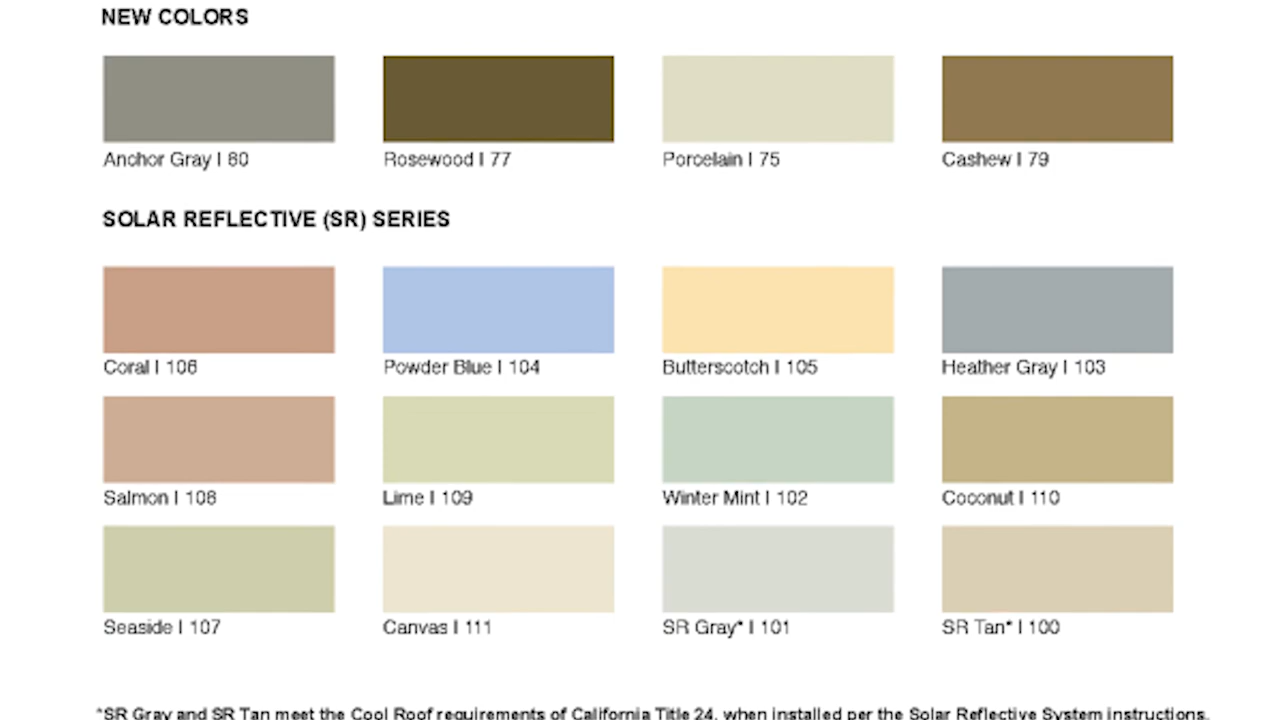 NEW COLORS
Anchor Gray | 80 Rosewood | 77 Porcelain | 75 Cashew | 79
SOLAR REFLECTIVE (SR) SERIES
Coral | 106 Powder Blue | 104 Butterscotch | 105 Heather Gray | 103
Salmon | 108 Lime | 109 Winter Mint | 102 Coconut | 110
Seaside | 107 Canvas | 111 SR Gray* | 101 SR Tan* | 100
*SR Gray and SR Tan meet the Cool Roof requirements of California Title 24, when installed per the Solar Reflective System instructions.